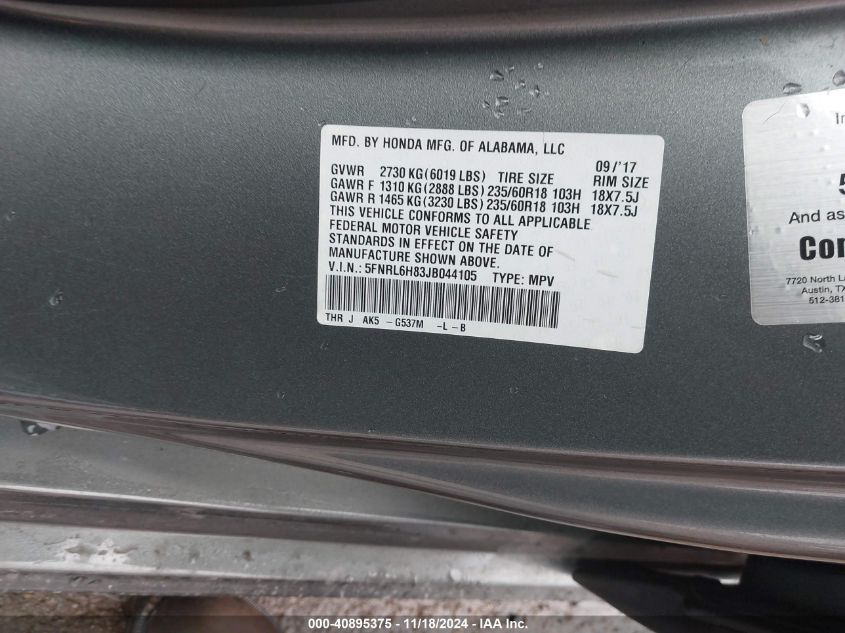 MFD. BY HONDA MFG. OF ALABAMA, LLC
09/'17
GVWR 2730 KG(6019 LBS) TIRE SIZE RIM SIZE
GAWR F 1310 KG(2888 LBS)235/60R18 103H 18X7.5J
GAWR R 1465 KG(3230 LBS)235/60R18 103H 18X7.5J
THIS VEHICLE CONFORMS TO ALL APPLICABLE
FEDERAL MOTOR VEHICLE SAFETY
STANDARDS IN EFFECT ON THE DATE OF
MANUFACTURE SHOWN ABOVE.
V.I.N.: 5FNRL6H83JB044105 TYPE: MPV
THR J AK5 -G537M -L-B
And as
7720 North L
Austin, TX
512-381
000-40895375 - 11/18/2024 - IAA Inc.